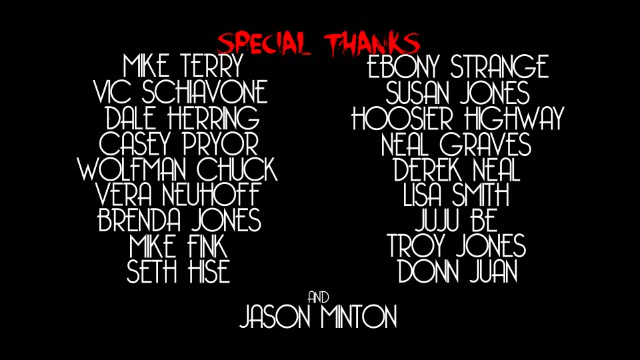 SPECIAL THANKS
MIKE TERRY
VIC SCHIAVONE
DALE HERRING
CASEY PRYOR
WOLFMAN CHUCK
VERA NEUHOFF
BRENDA JONES
MIKE FINK
SETH HISE
EBONY STRANGE
SUSAN JONES
HOOSIER HIGHWAY
NEAL GRAVES
DEREK NEAL
LISA SMITH
JUJU BE
TROY JONES
DONN JUAN
AND
JASON MINTON